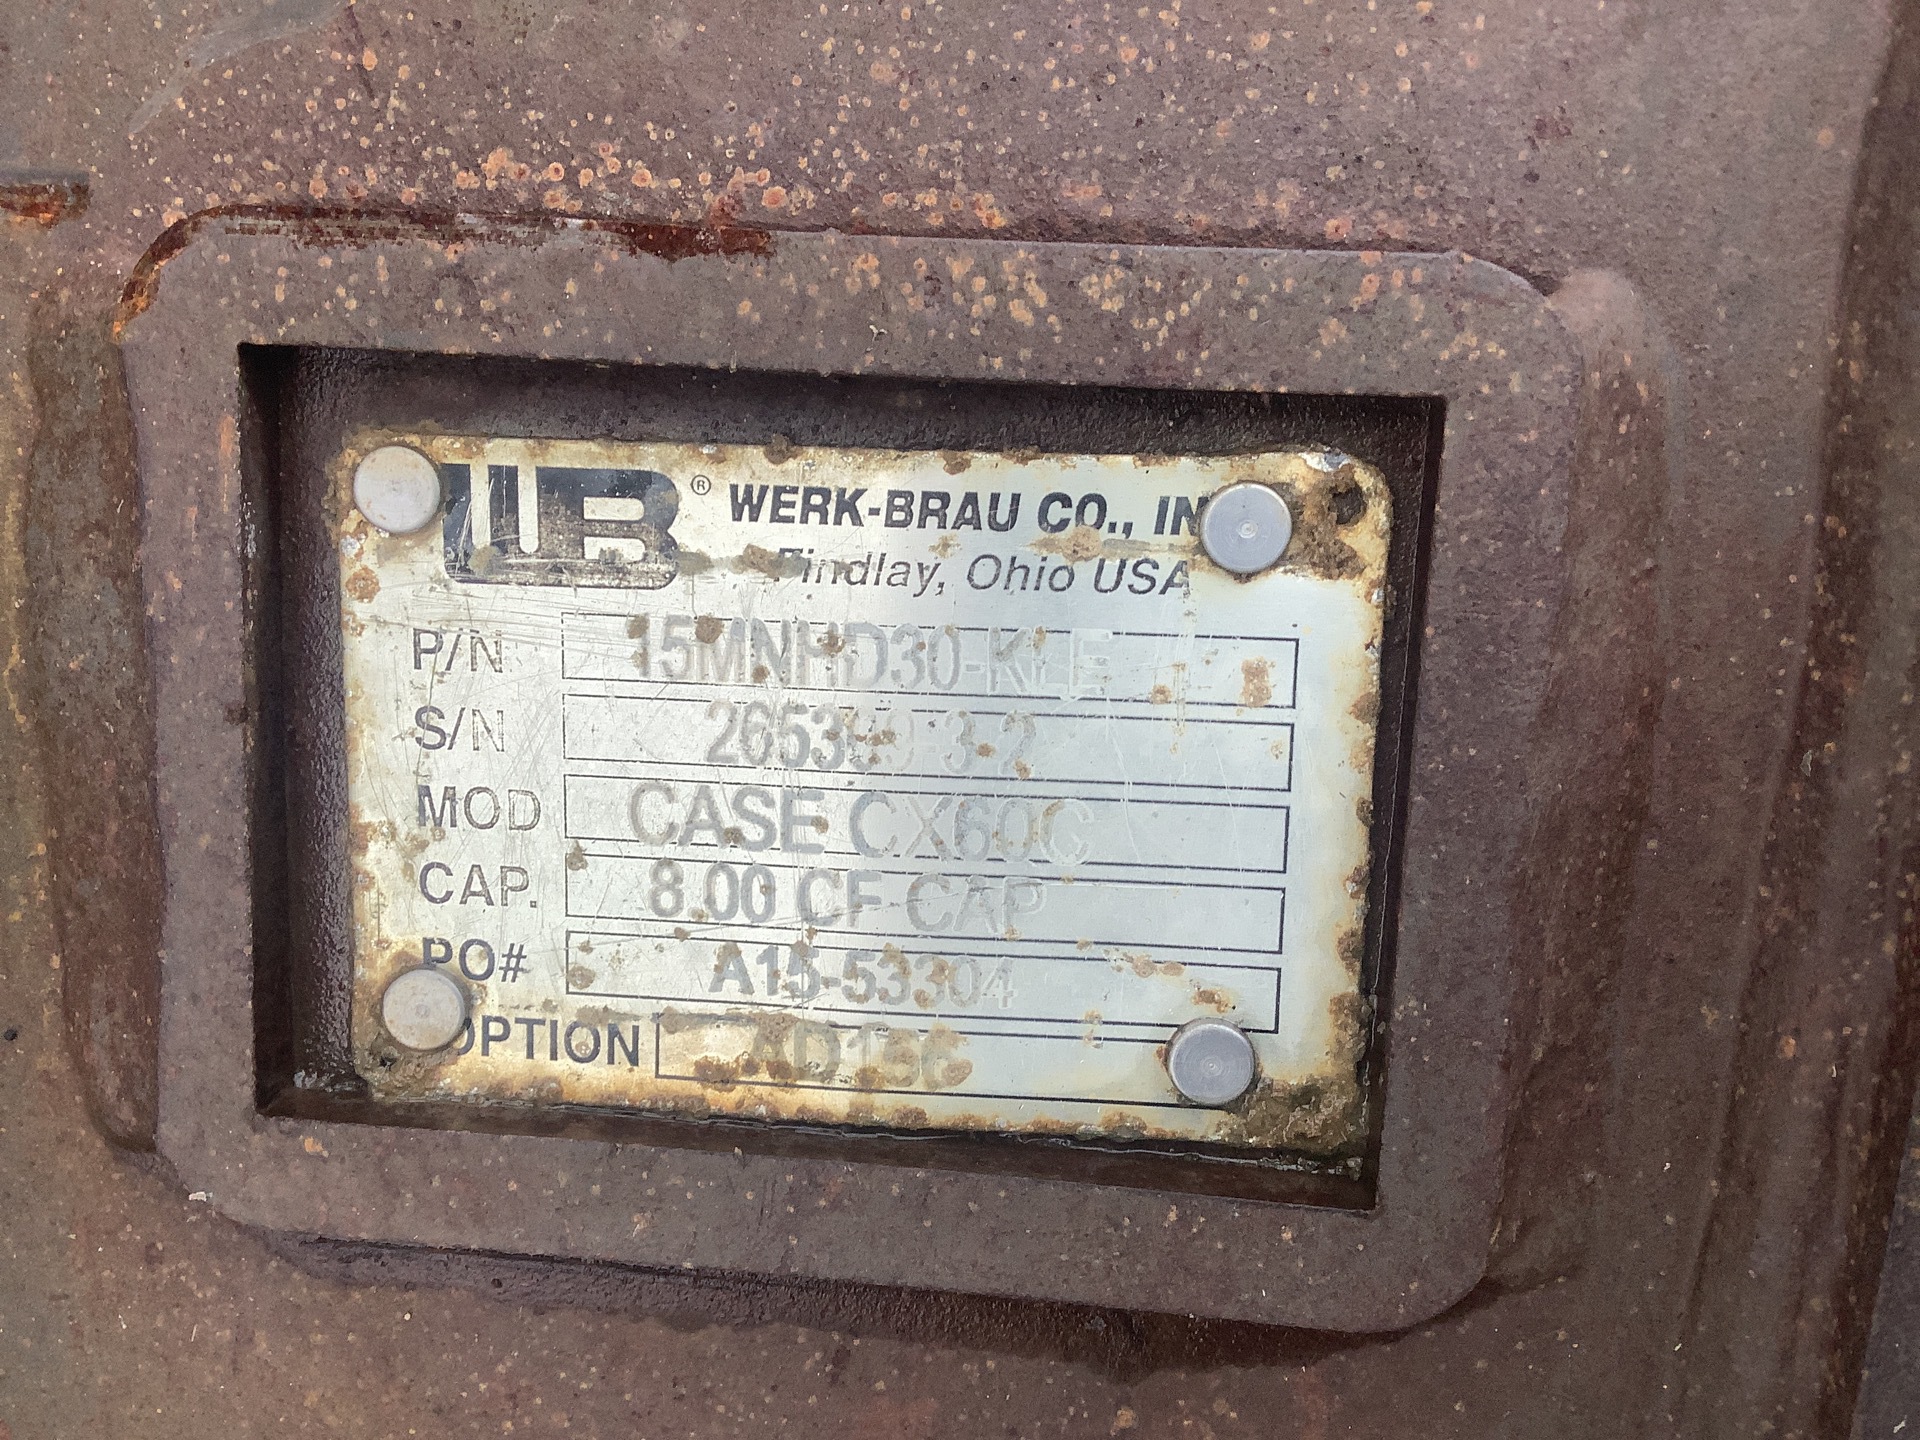 WB® WERK-BRAU CO., IN
Findlay, Ohio USA
P/N 15MNHD30-KLE
S/N
MOD CASE CX60C
CAP. 8.00 CF CAP
PO# A15-53304
OPTION